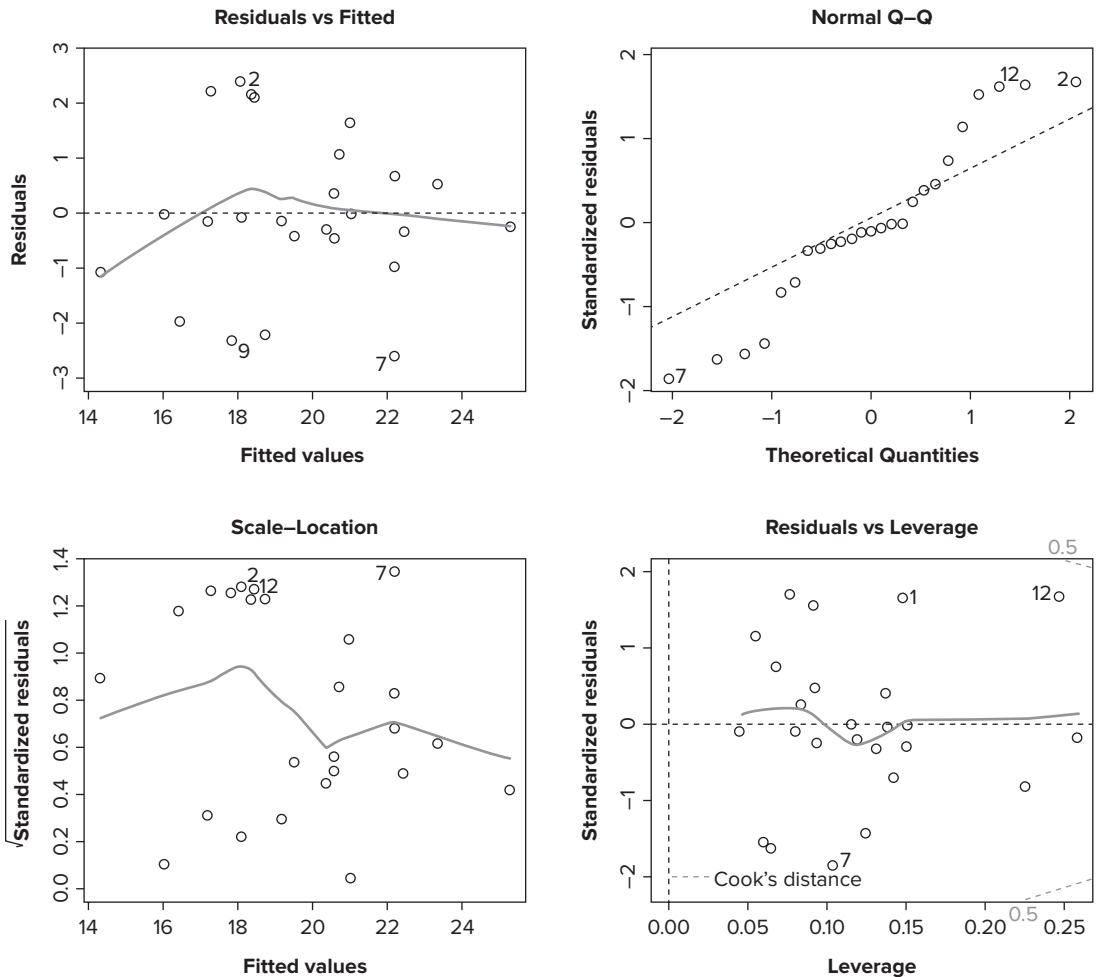 Residuals vs Fitted
3
2
1
0
−1
−2
−3
Residuals
2
9
7
14 16 18 20 22 24
Fitted values
Normal Q–Q
2
1
0
−1
−2
Standardized residuals
12
2
7
−2 −1 0 1 2
Theoretical Quantities
Scale–Location
1.4
1.2
1.0
0.8
0.6
0.4
0.2
0.0
√Standardized residuals
2
12
7
14 16 18 20 22 24
Fitted values
Residuals vs Leverage
0.5
2
1
0
−1
−2
Standardized residuals
1
12
7
Cook's distance
0.5
0.00 0.05 0.10 0.15 0.20 0.25
Leverage